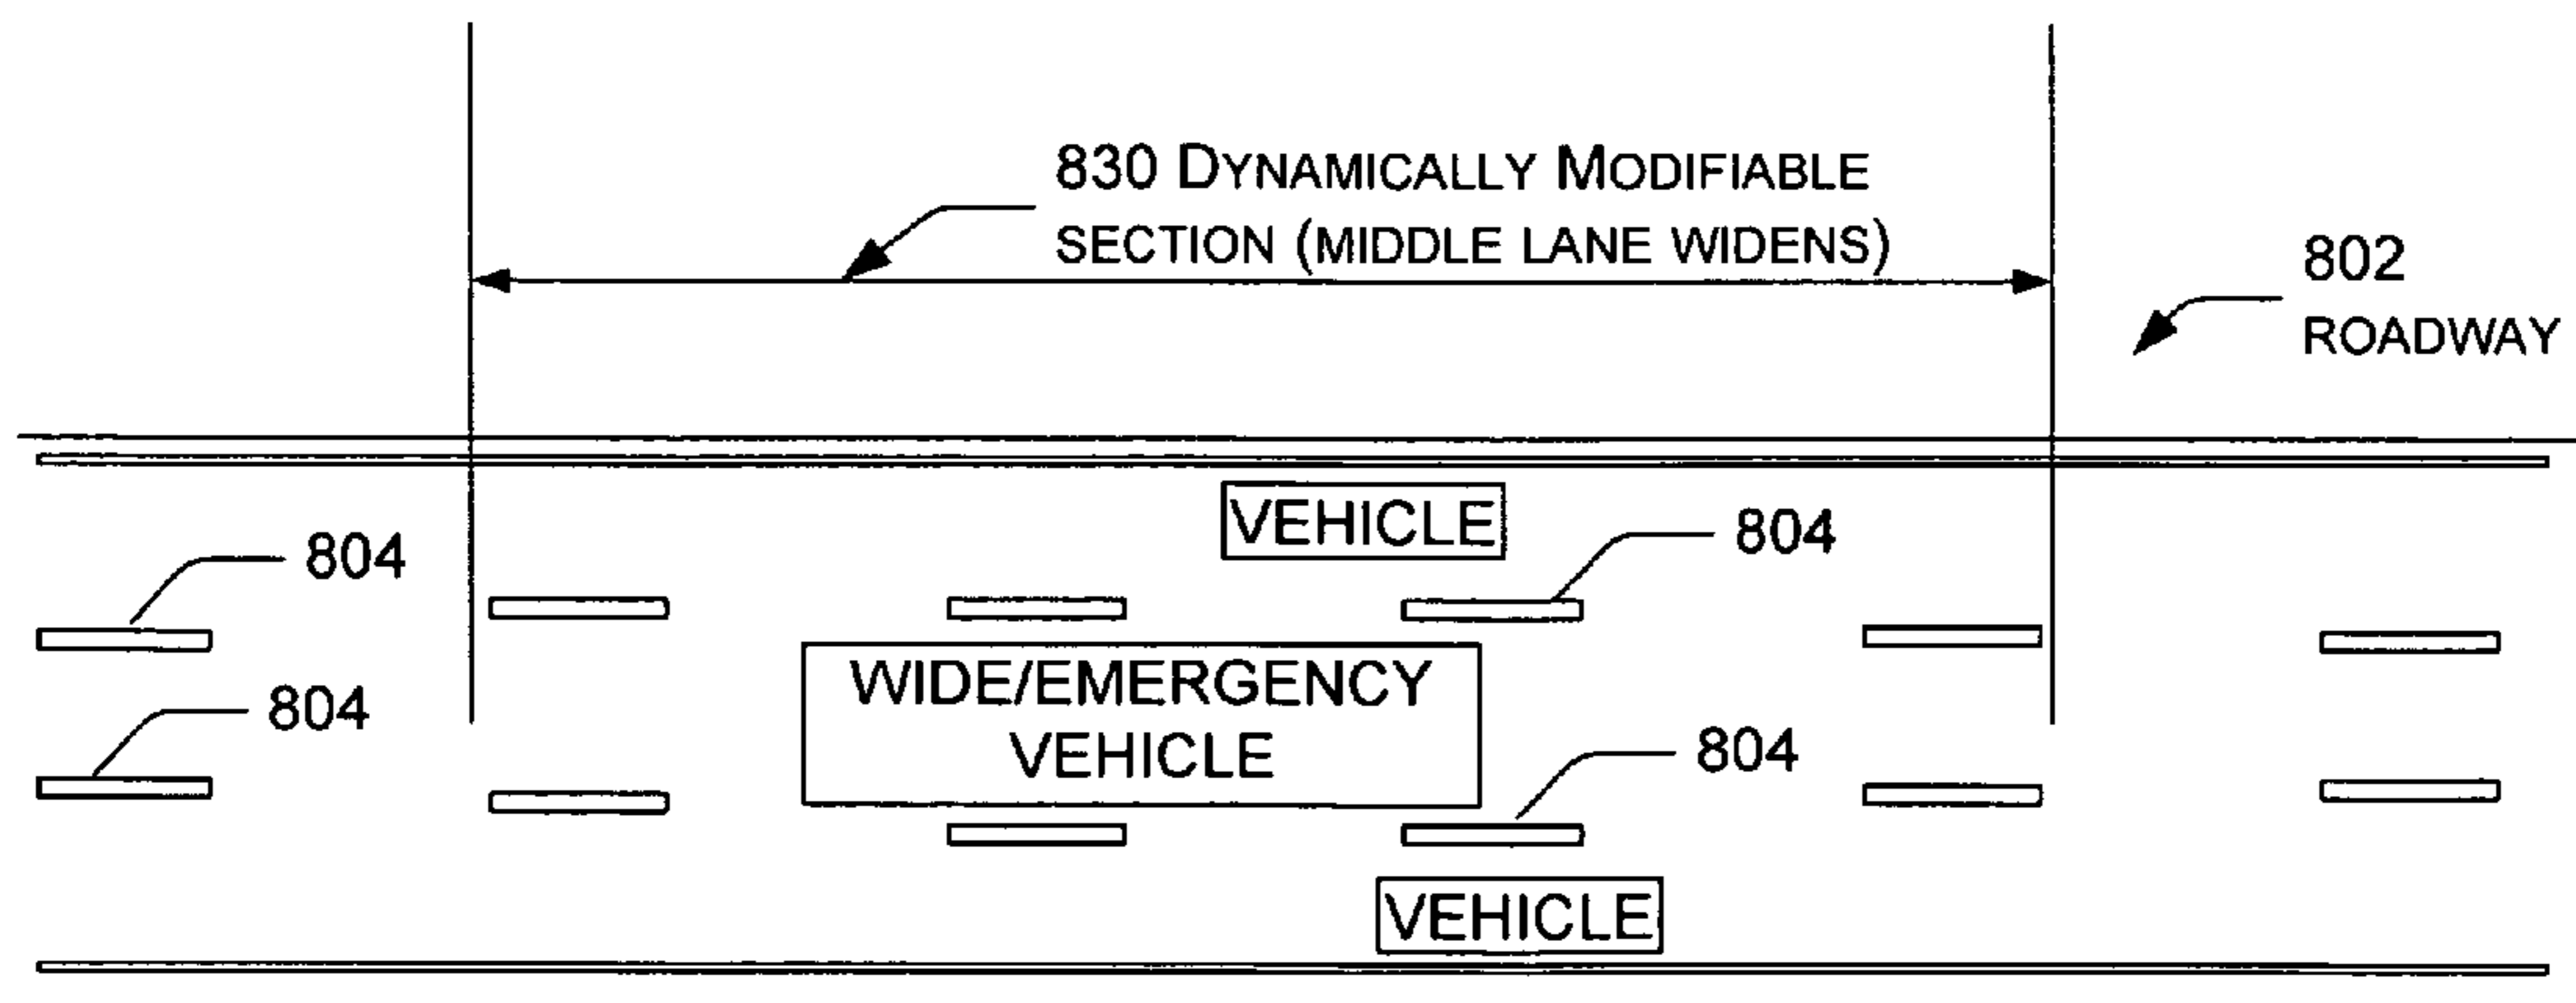 830 DYNAMICALLY MODIFIABLE
SECTION (MIDDLE LANE WIDENS)
802
ROADWAY
VEHICLE
804
804
WIDE/EMERGENCY
VEHICLE
804
804
VEHICLE